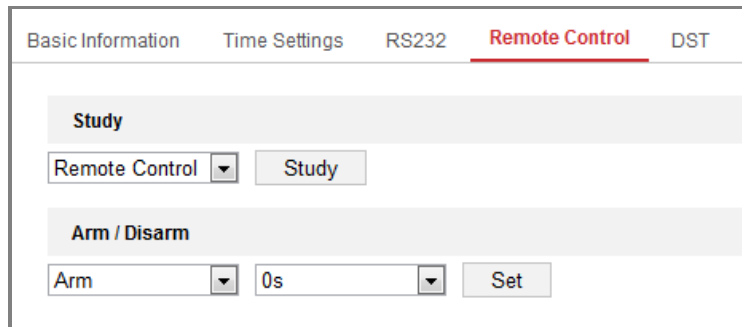 Basic Information Time Settings RS232 Remote Control DST
Study
Remote Control Study
Arm / Disarm
Arm 0s Set